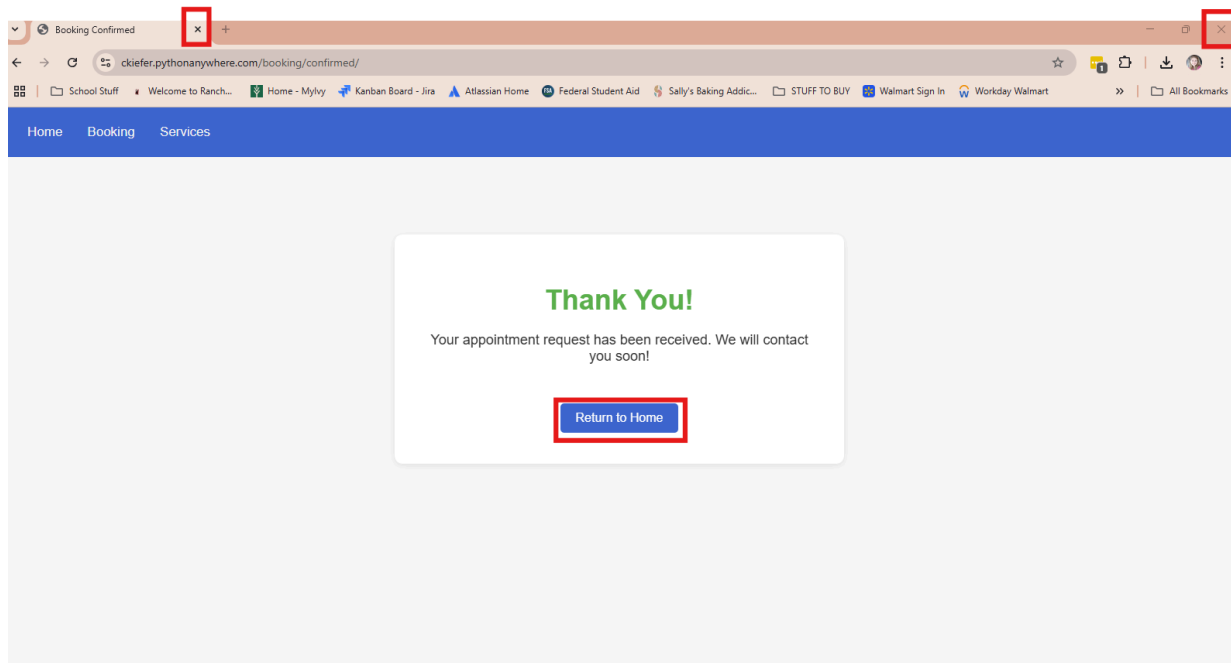 Booking Confirmed
ckiefer.pythonanywhere.com/booking/confirmed/
1
School Stuff Welcome to Ranch... Home - MyIvy Kanban Board - Jira Atlassian Home Federal Student Aid Sally's Baking Addic... STUFF TO BUY Walmart Sign In Workday Walmart » All Bookmarks
Home Booking Services
Thank You!
Your appointment request has been received. We will contact
you soon!
Return to Home